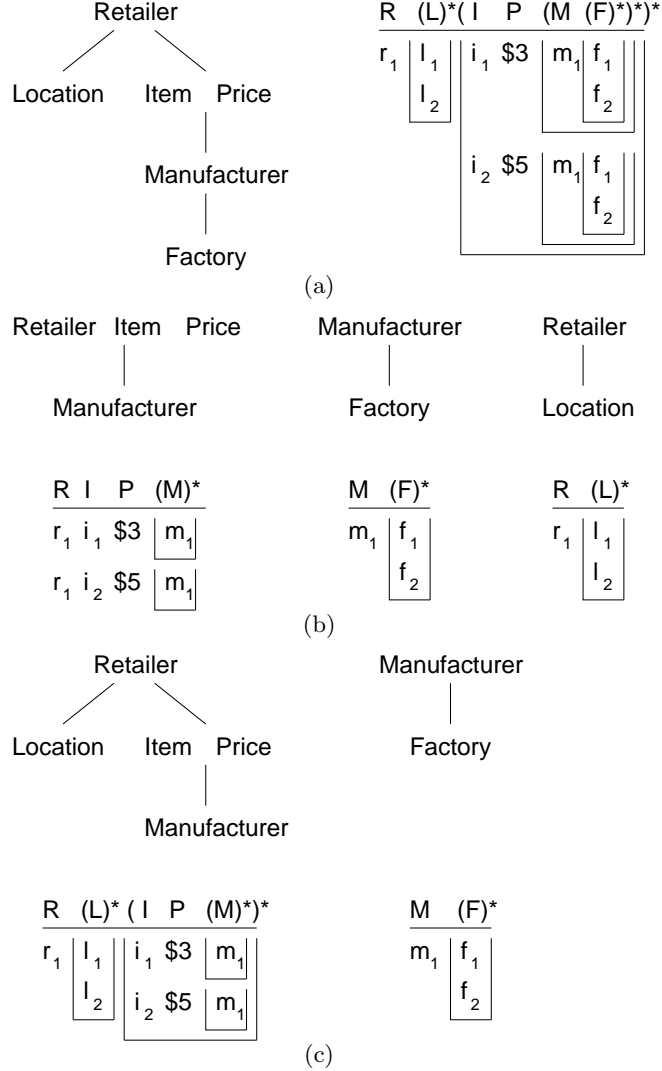 Retailer
R (L)*( I P (M (F)*)*)*
r1 l1 i1 $3 m1 f1
Location Item Price
l2 f2
Manufacturer
i2 $5 m1 f1
f2
Factory
(a)
Retailer Item Price Manufacturer Retailer
Manufacturer Factory Location
R I P (M)* M (F)* R (L)*
r1 i1 $3 m1 m1 f1 r1 l1
r1 i2 $5 m1 f2 l2
(b)
Retailer Manufacturer
Location Item Price Factory
Manufacturer
R (L)* ( I P (M)*)* M (F)*
r1 l1 i1 $3 m1 m1 f1
l2 i2 $5 m1 f2
(c)